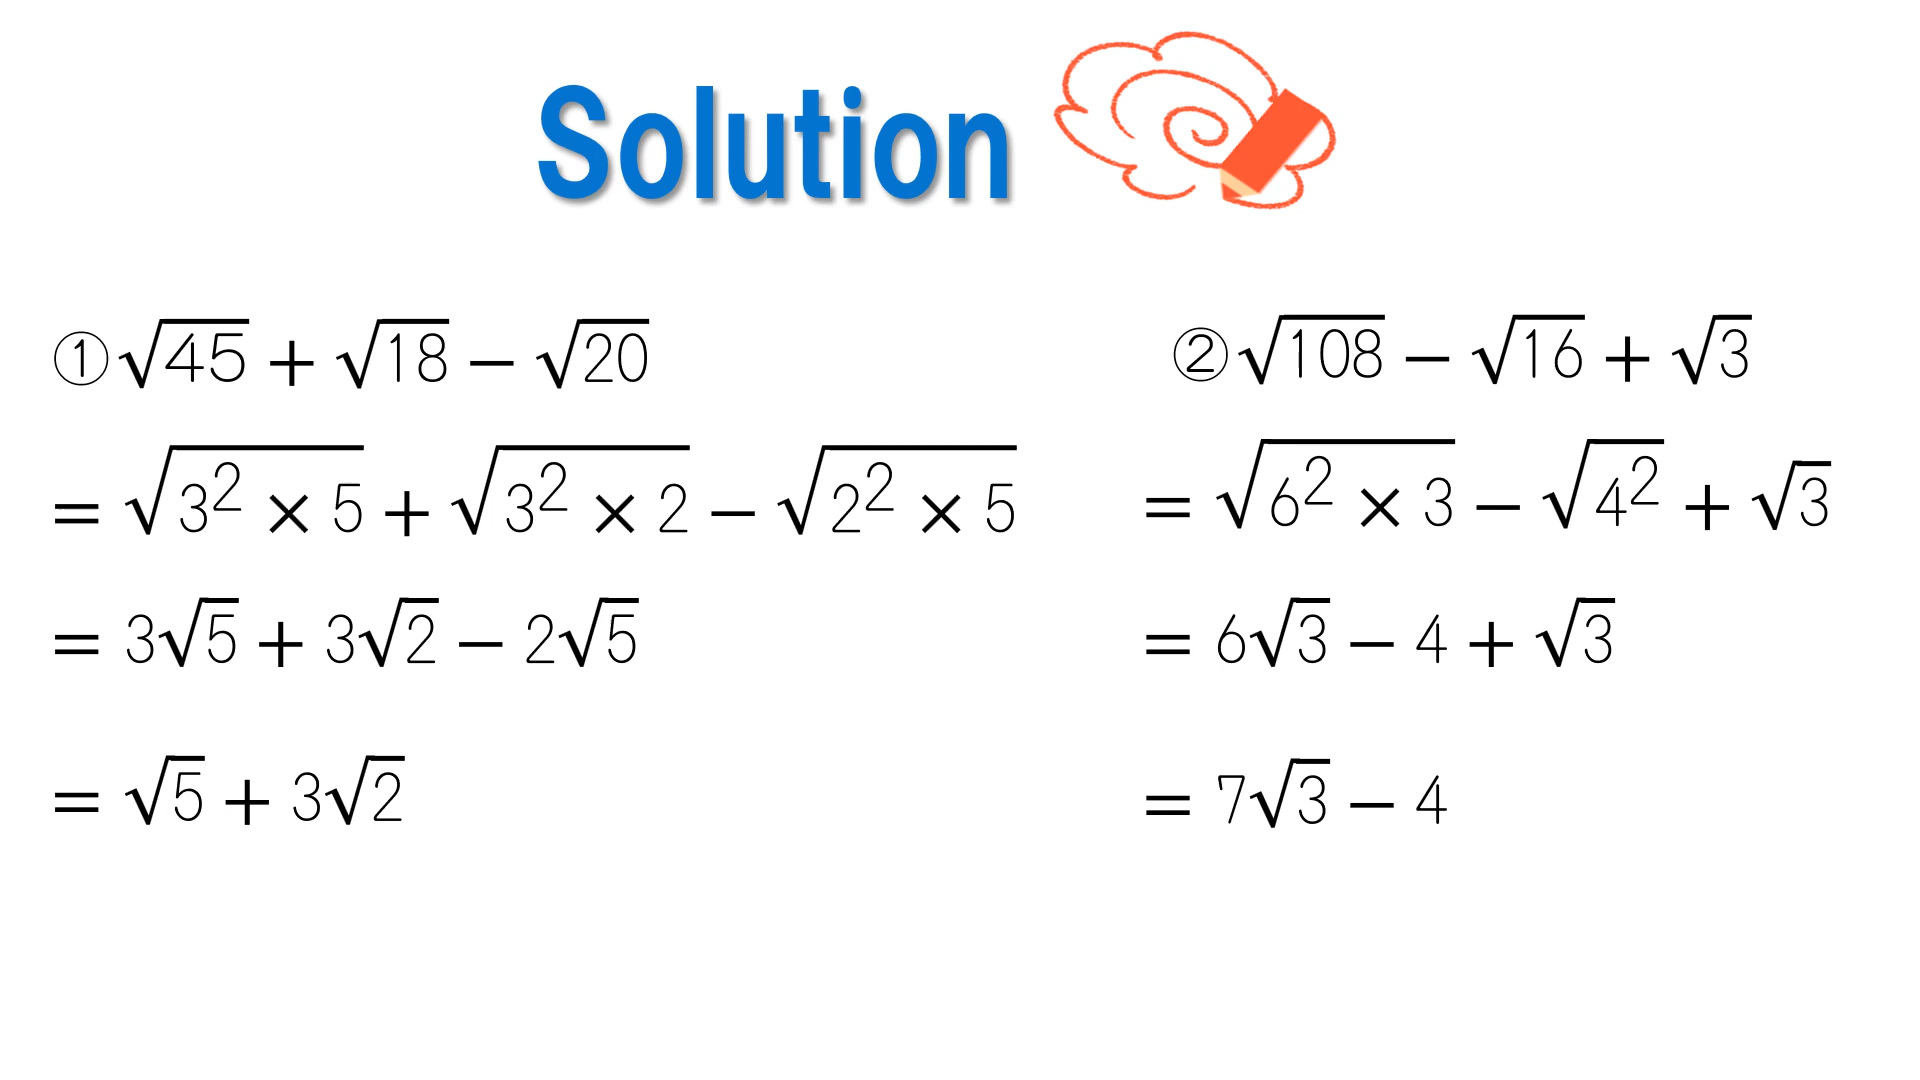 Solution
①√45 + √18 − √20
= √(3² × 5) + √(3² × 2) − √(2² × 5)
= 3√5 + 3√2 − 2√5
= √5 + 3√2
②√108 − √16 + √3
= √(6² × 3) − √(4²) + √3
= 6√3 − 4 + √3
= 7√3 − 4